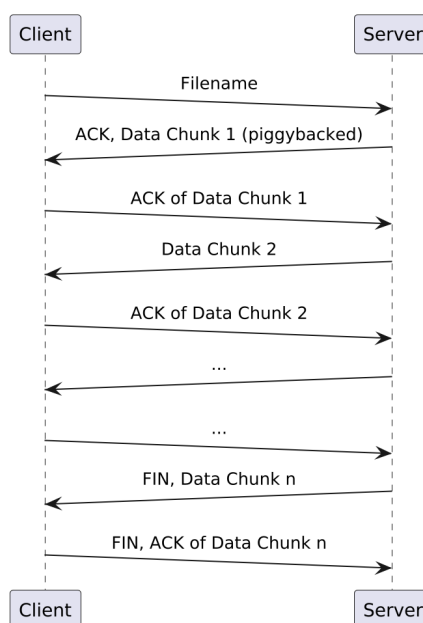 Client
Server
Filename
ACK, Data Chunk 1 (piggybacked)
ACK of Data Chunk 1
Data Chunk 2
ACK of Data Chunk 2
...
...
FIN, Data Chunk n
FIN, ACK of Data Chunk n
Client
Server